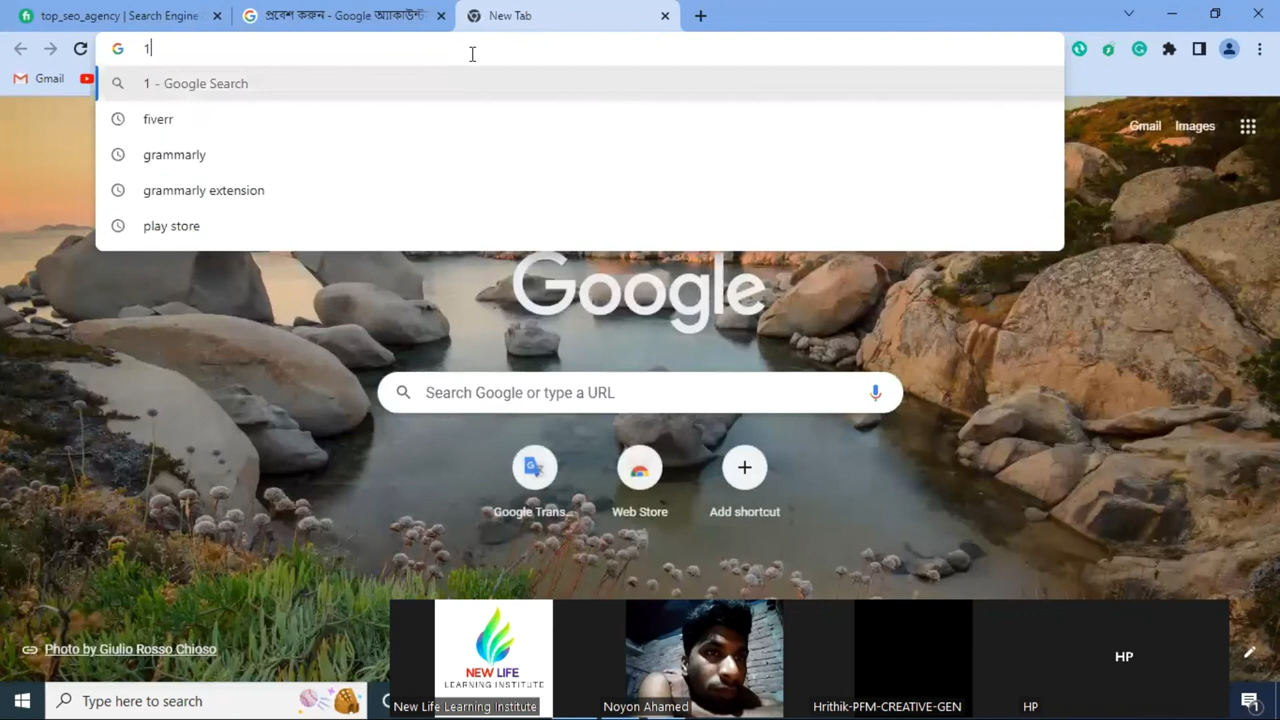 top_seo_agency | Search Engine
প্রবেশ করুন - Google অ্যাকাউন্ট
New Tab
1
Gmail
1 - Google Search
fiverr
grammarly
grammarly extension
play store
Gmail
Images
Google
Search Google or type a URL
Google Trans...
Web Store
Add shortcut
Photo by Giulio Rosso Chioso
NEW LIFE
LEARNING INSTITUTE
HP
Type here to search
New Life Learning Institute
Noyon Ahamed
Hrithik-PFM-CREATIVE-GEN
HP
1